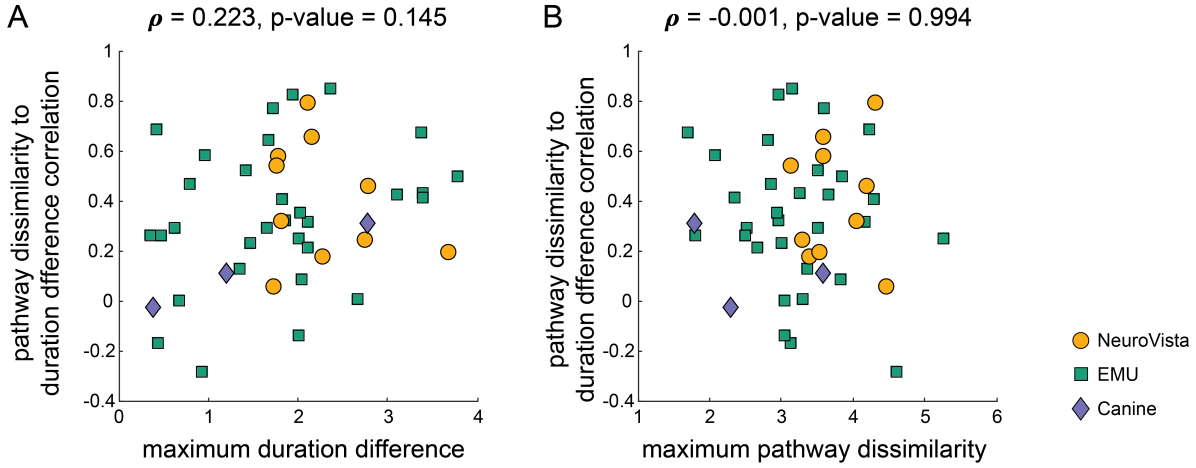 A
ρ = 0.223, p-value = 0.145
pathway dissimilarity to
duration dfference correlation
1
0.8
0.6
0.4
0.2
0
-0.2
-0.4
0 1 2 3 4
maximum duration difference
B
ρ = -0.001, p-value = 0.994
pathway dissimilarity to
duration dfference correlation
1
0.8
0.6
0.4
0.2
0
-0.2
-0.4
1 2 3 4 5 6
maximum pathway dissimilarity
NeuroVista
EMU
Canine